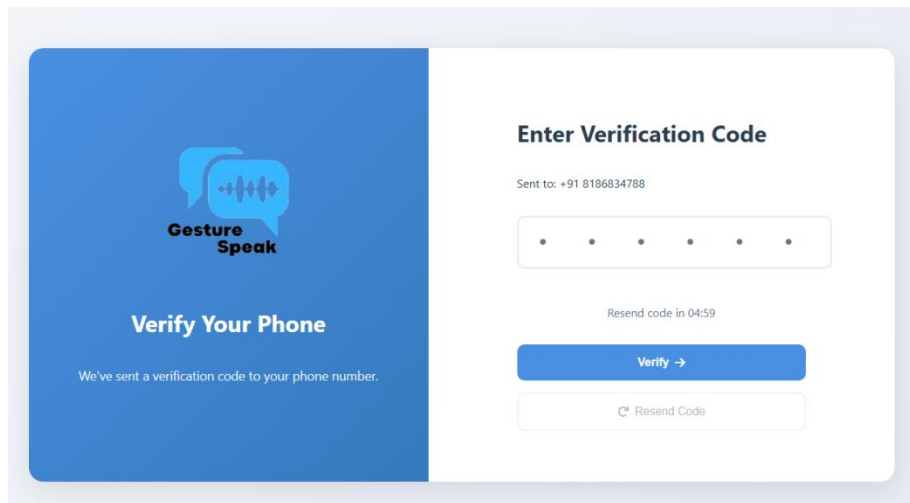 Gesture
Speak
Verify Your Phone
We've sent a verification code to your phone number.
Enter Verification Code
Sent to: +91 8186834788
Resend code in 04:59
Verify →
Resend Code